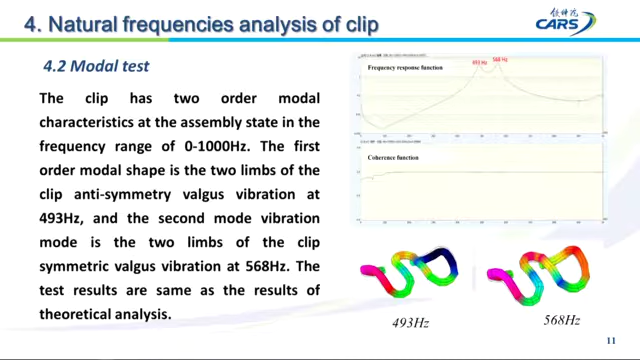 4. Natural frequencies analysis of clip
CARS
4.2 Modal test
The clip has two order modal
characteristics at the assembly state in the
frequency range of 0-1000Hz. The first
order modal shape is the two limbs of the
clip anti-symmetry valgus vibration at
493Hz, and the second mode vibration
mode is the two limbs of the clip
symmetric valgus vibration at 568Hz. The
test results are same as the results of
theoretical analysis.
Frequency response function
493 Hz
568 Hz
Coherence function
493Hz
568Hz
11